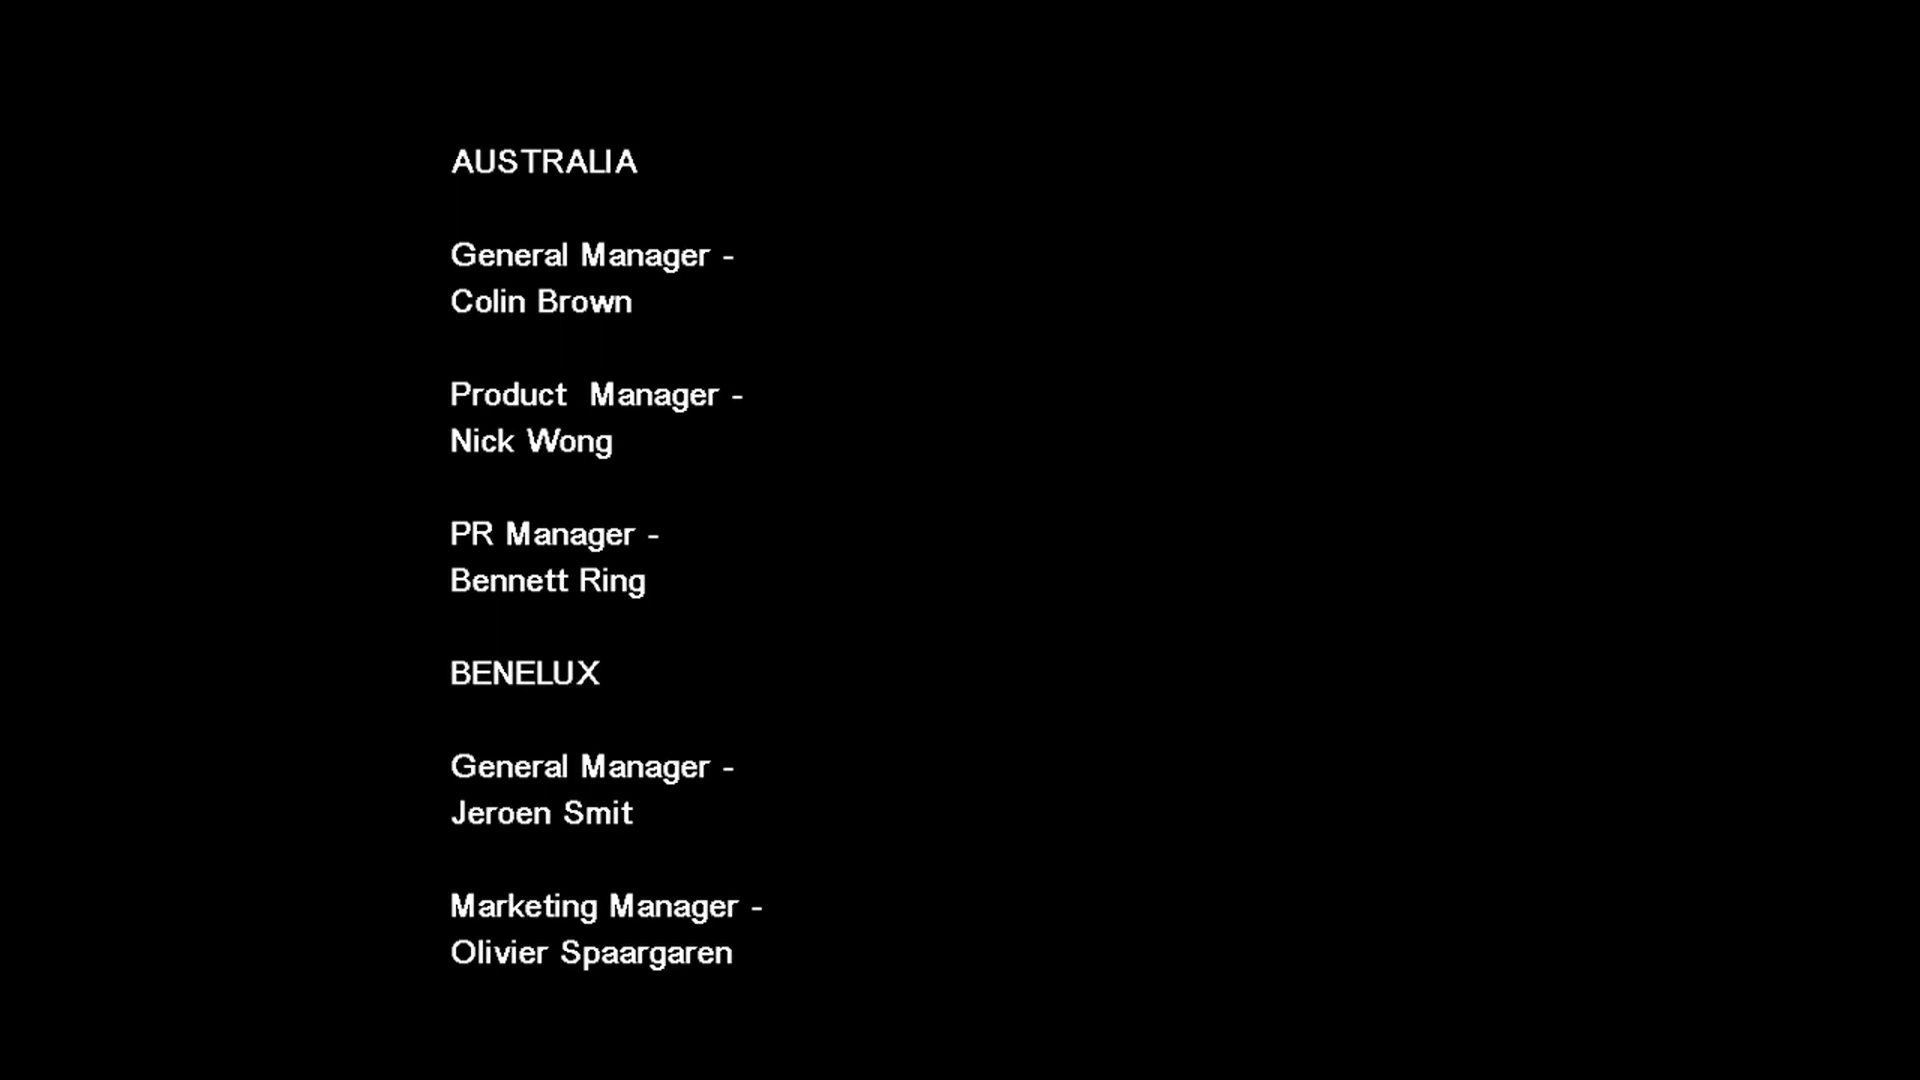 AUSTRALIA
General Manager -
Colin Brown
Product  Manager -
Nick Wong
PR Manager -
Bennett Ring
BENELUX
General Manager -
Jeroen Smit
Marketing Manager -
Olivier Spaargaren